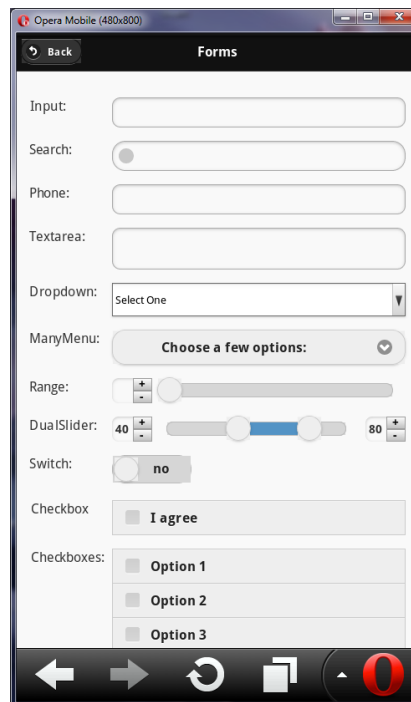 Opera Mobile (480x800)
Back
Forms
Input:
Search:
Phone:
Textarea:
Dropdown:
Select One
ManyMenu:
Choose a few options:
Range:
+
-
DualSlider:
40
+
-
80
+
-
Switch:
no
Checkbox
I agree
Checkboxes:
Option 1
Option 2
Option 3